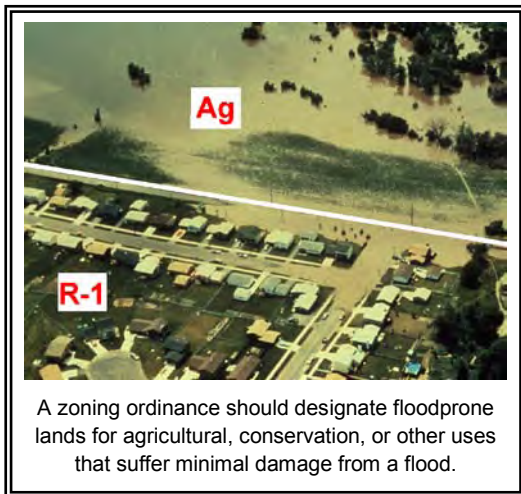 Ag
R-1
A zoning ordinance should designate floodprone
lands for agricultural, conservation, or other uses
that suffer minimal damage from a flood.